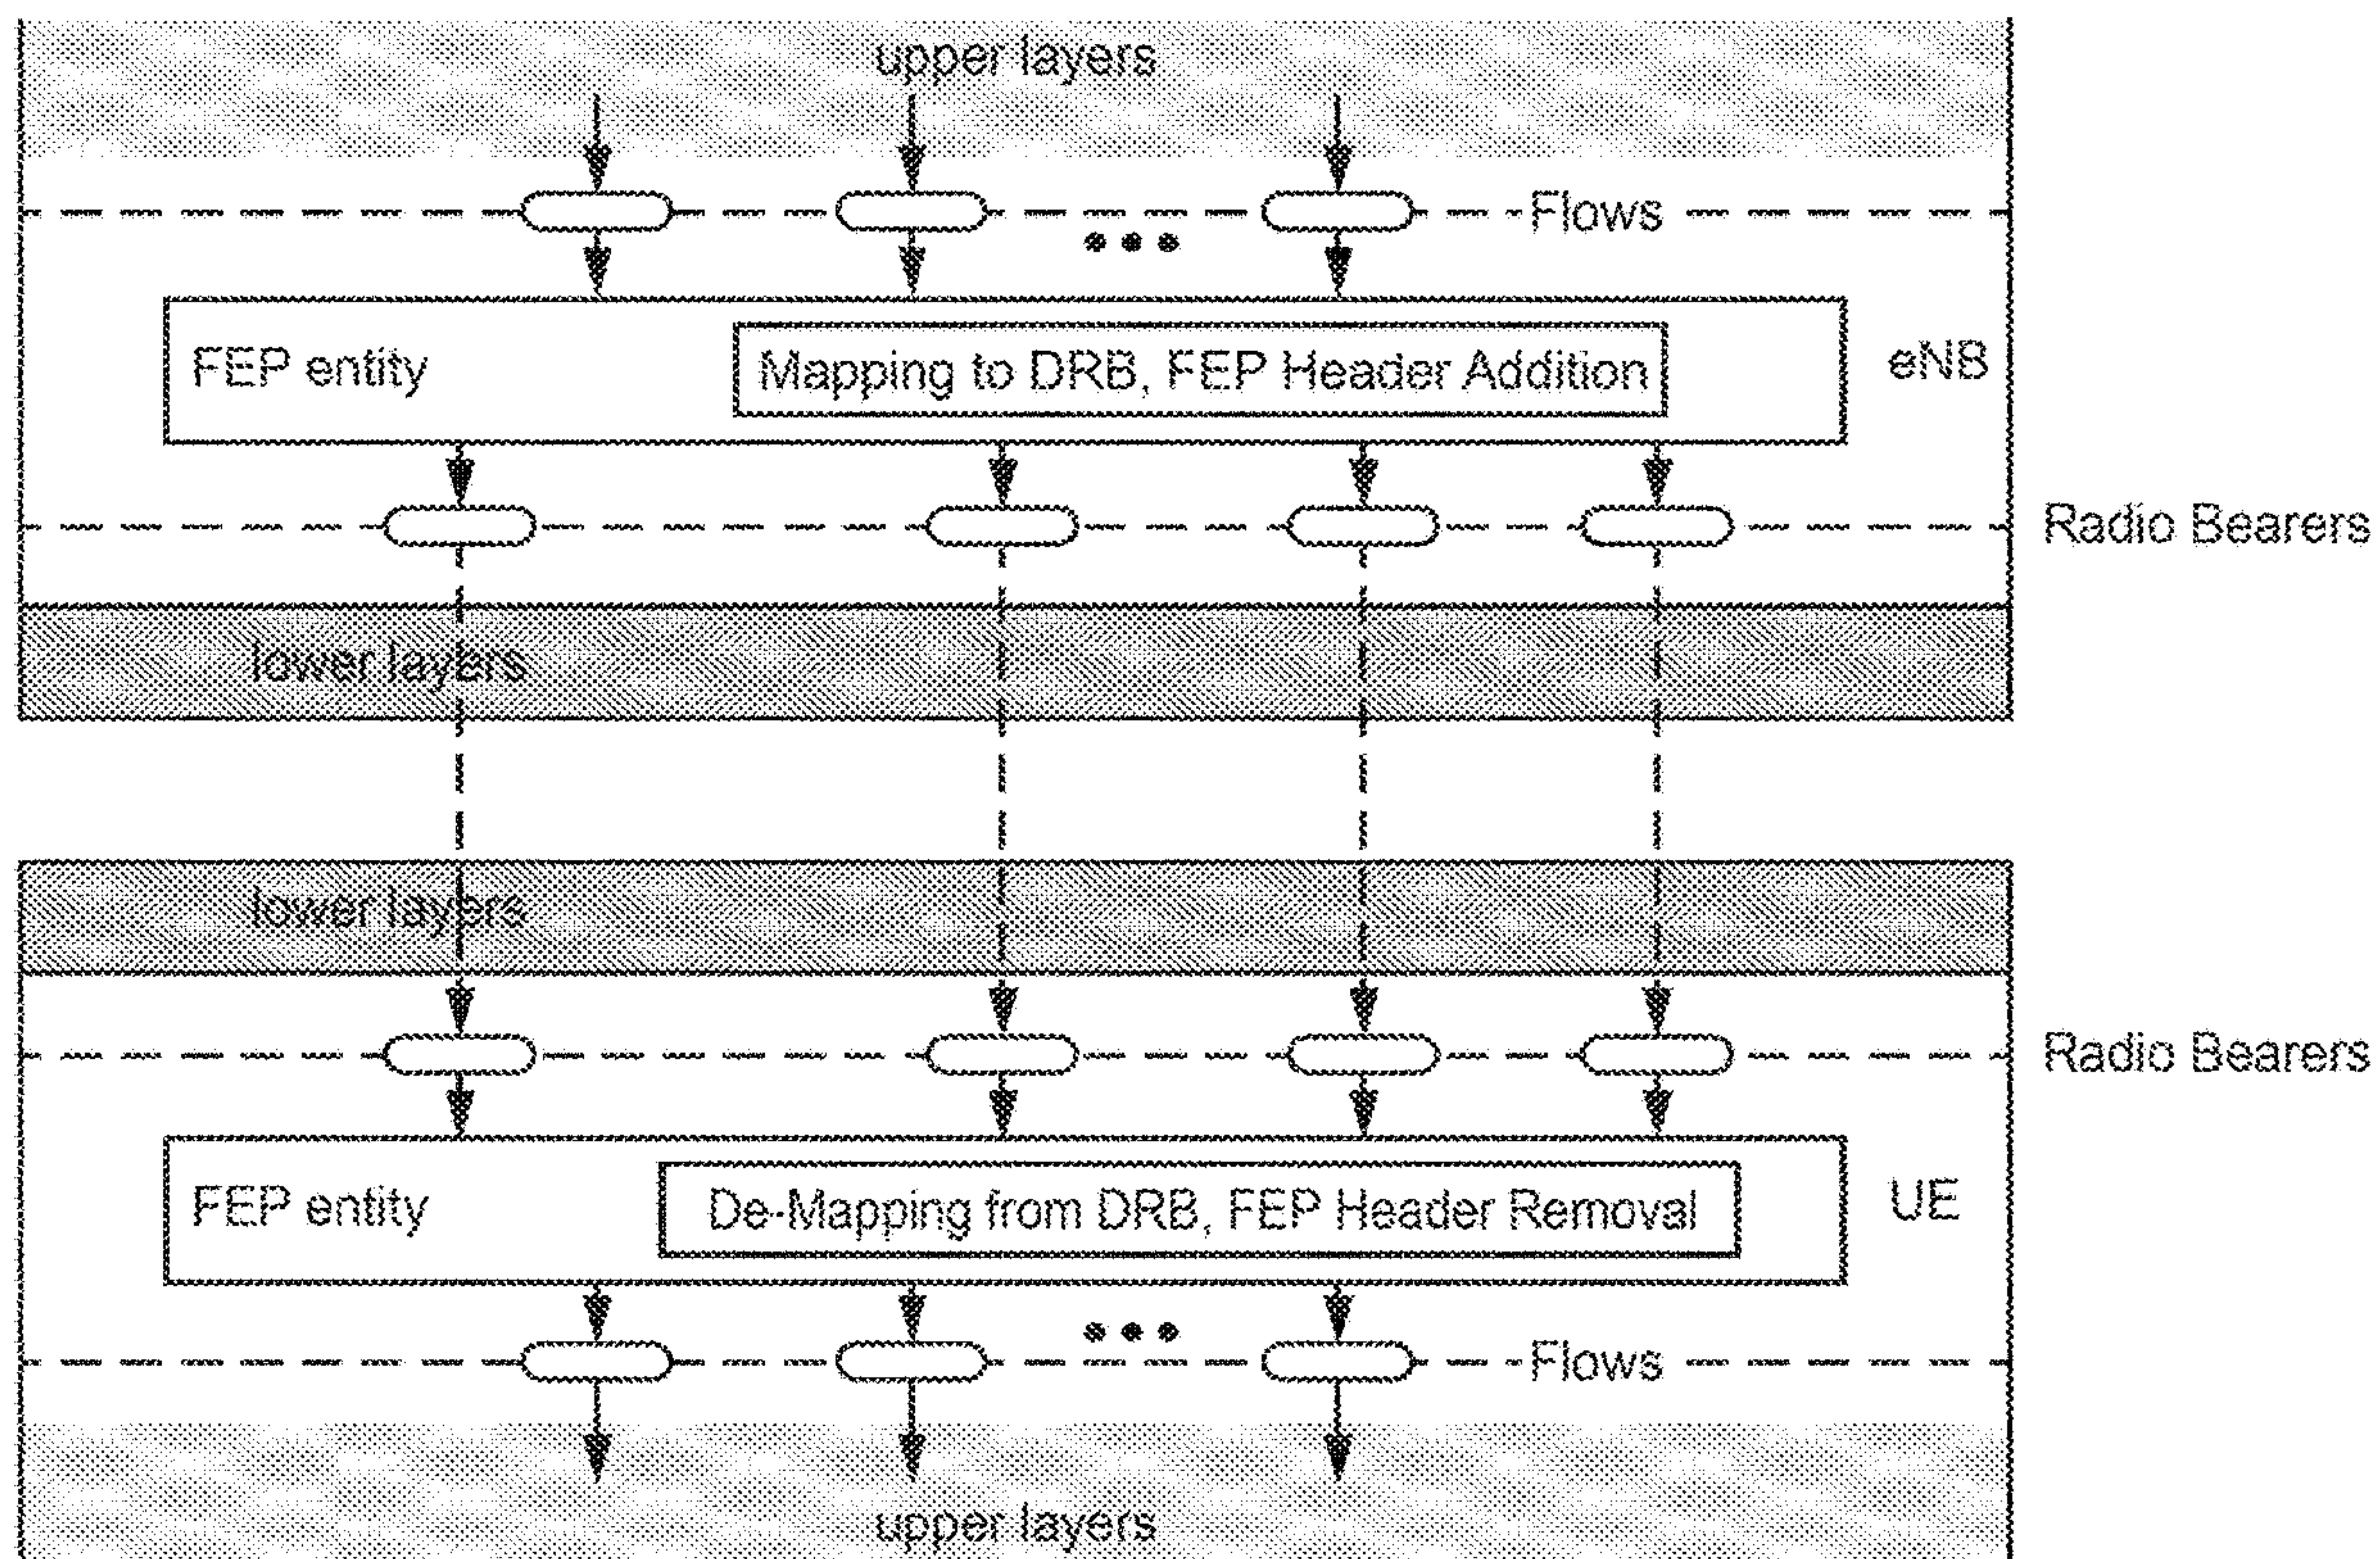 upper layers
Flows
FEP entity
Mapping to DRB, FEP Header Addition
eNB
Radio Bearers
lower layers
lower layers
Radio Bearers
FEP entity
De-Mapping from DRB, FEP Header Removal
UE
Flows
upper layers